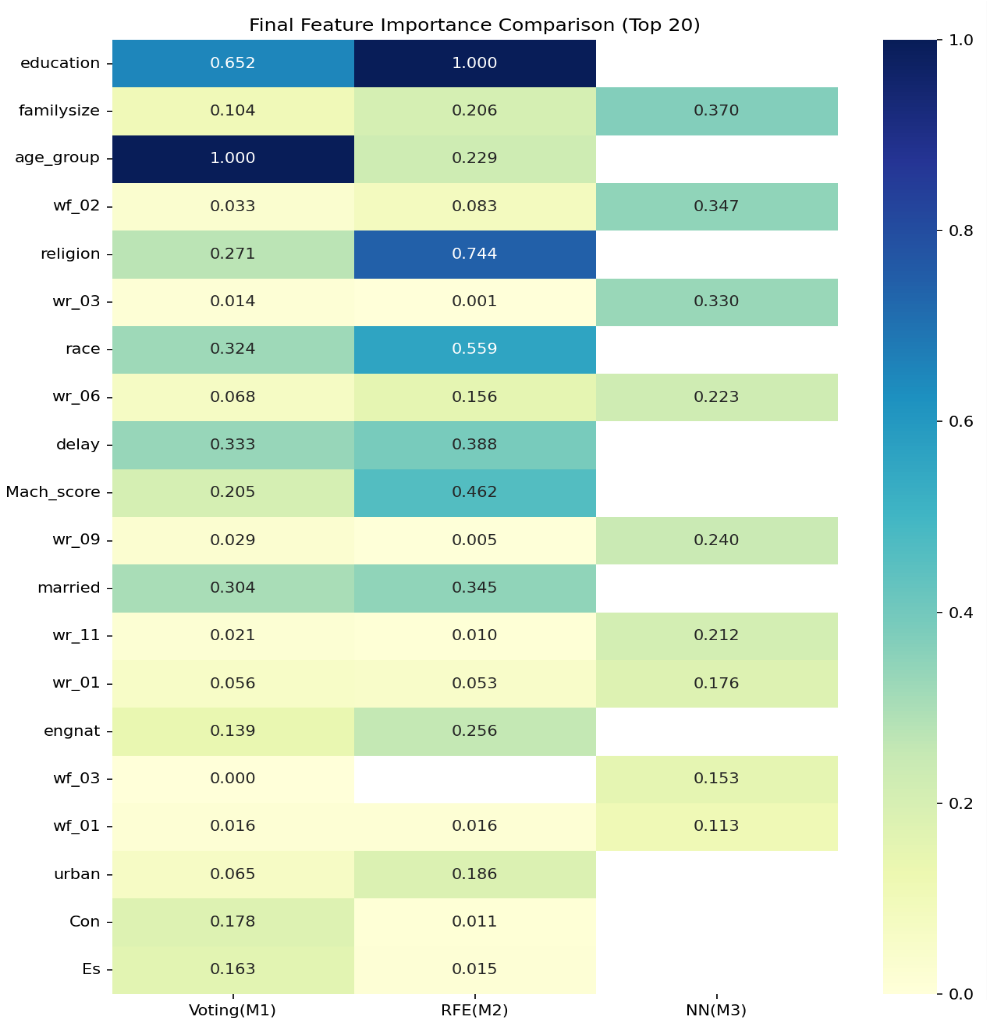 Final Feature Importance Comparison (Top 20)
education 0.652 1.000
familysize 0.104 0.206 0.370
age_group 1.000 0.229
wf_02 0.033 0.083 0.347
religion 0.271 0.744
wr_03 0.014 0.001 0.330
race 0.324 0.559
wr_06 0.068 0.156 0.223
delay 0.333 0.388
Mach_score 0.205 0.462
wr_09 0.029 0.005 0.240
married 0.304 0.345
wr_11 0.021 0.010 0.212
wr_01 0.056 0.053 0.176
engnat 0.139 0.256
wf_03 0.000 0.153
wf_01 0.016 0.016 0.113
urban 0.065 0.186
Con 0.178 0.011
Es 0.163 0.015
Voting(M1) RFE(M2) NN(M3)
1.0
0.8
0.6
0.4
0.2
0.0